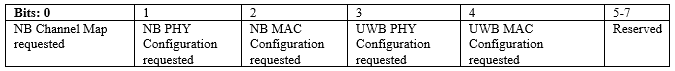 Bits: 0 1 2 3 4 5-7
NB Channel Map NB PHY NB MAC UWB PHY UWB MAC Reserved
requested Configuration Configuration Configuration Configuration
requested requested requested requested